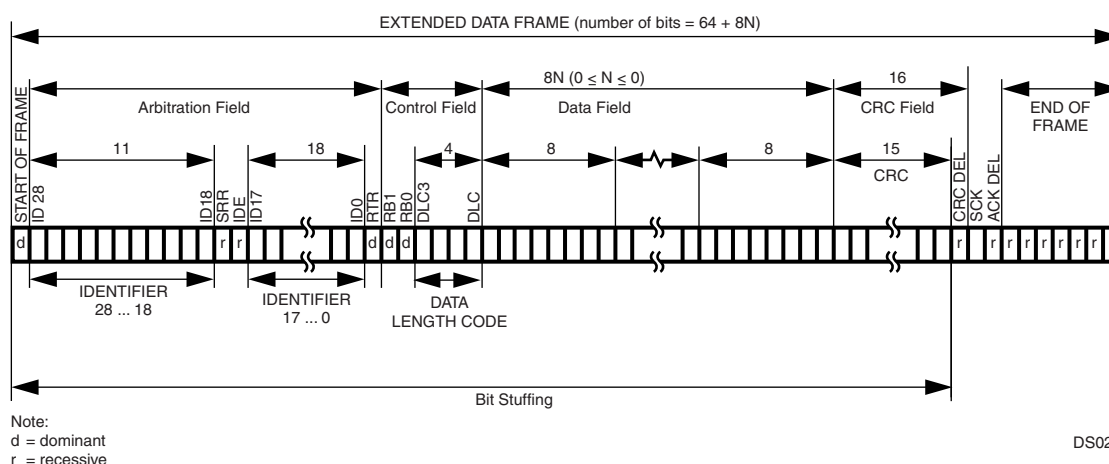 EXTENDED DATA FRAME (number of bits = 64 + 8N)
8N (0 ≤ N ≤ 0)
16
Arbitration Field
Control Field
Data Field
CRC Field
END OF
FRAME
11
18
4
8
8
15
CRC
START OF FRAME
ID 28
ID18
SRR
IDE
ID17
ID0
RTR
RB1
RB0
DLC3
DLC
CRC DEL
SCK
ACK DEL
d
r
r
d
d
d
r
r
r
r
r
r
r
r
IDENTIFIER
28 ... 18
IDENTIFIER
17 ... 0
DATA
LENGTH CODE
Bit Stuffing
Note:
d = dominant
r = recessive
DS02